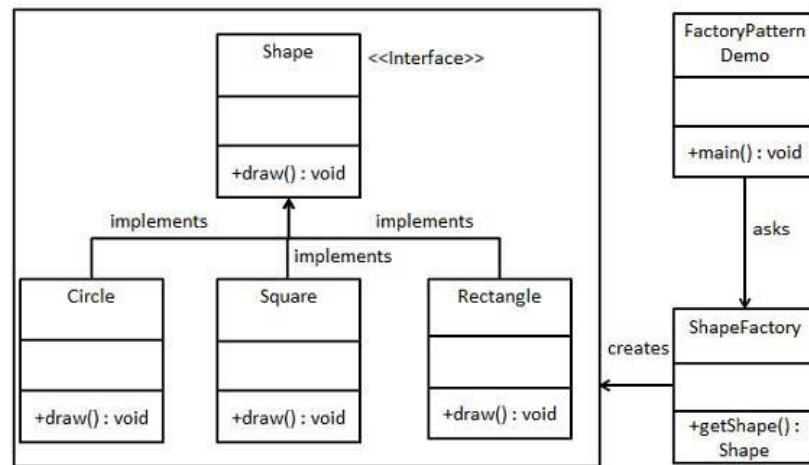 Shape
<<Interface>>
+draw() : void
implements
implements
implements
Circle
+draw() : void
Square
+draw() : void
Rectangle
+draw() : void
FactoryPattern
Demo
+main() : void
asks
ShapeFactory
+getShape() :
Shape
creates